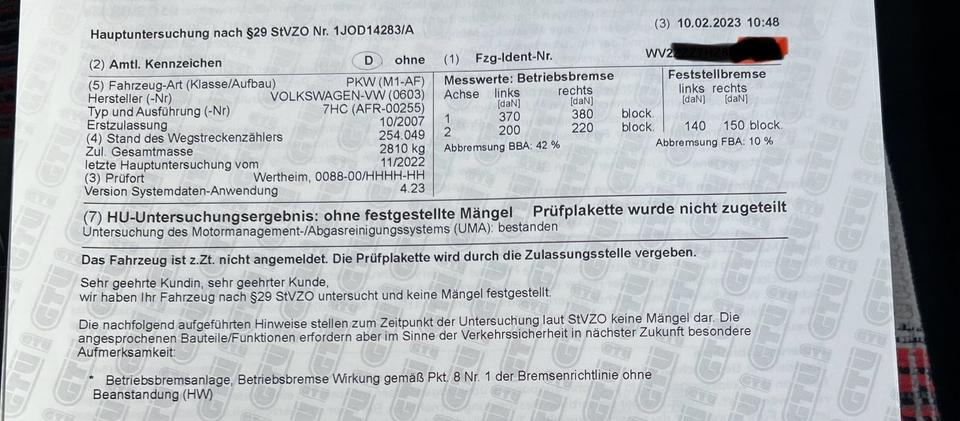 Hauptuntersuchung nach §29 StVZO Nr. 1JOD14283/A
(3) 10.02.2023 10:48
(2) Amtl. Kennzeichen D ohne
(1) Fzg-Ident-Nr. WV2
(5) Fahrzeug-Art (Klasse/Aufbau) PKW (M1-AF)
Hersteller (-Nr) VOLKSWAGEN-VW (0603)
Typ und Ausführung (-Nr) 7HC (AFR-00255)
Erstzulassung 10/2007
(4) Stand des Wegstreckenzählers 254.049
Zul. Gesamtmasse 2810 kg
letzte Hauptuntersuchung vom 11/2022
(3) Prüfort Wertheim, 0088-00/HHHH-HH
Version Systemdaten-Anwendung 4.23
Messwerte: Betriebsbremse Feststellbremse
Achse links rechts links rechts
[daN] [daN] [daN] [daN]
1 370 380 block.
2 200 220 block. 140 150 block.
Abbremsung BBA: 42 % Abbremsung FBA: 10 %
(7) HU-Untersuchungsergebnis: ohne festgestellte Mängel Prüfplakette wurde nicht zugeteilt
Untersuchung des Motormanagement-/Abgasreinigungssystems (UMA): bestanden
Das Fahrzeug ist z.Zt. nicht angemeldet. Die Prüfplakette wird durch die Zulassungsstelle vergeben.
Sehr geehrte Kundin, sehr geehrter Kunde,
wir haben Ihr Fahrzeug nach §29 StVZO untersucht und keine Mängel festgestellt.
Die nachfolgend aufgeführten Hinweise stellen zum Zeitpunkt der Untersuchung laut StVZO keine Mängel dar. Die
angesprochenen Bauteile/Funktionen erfordern aber im Sinne der Verkehrssicherheit in nächster Zukunft besondere
Aufmerksamkeit:
* Betriebsbremsanlage, Betriebsbremse Wirkung gemäß Pkt. 8 Nr. 1 der Bremsenrichtlinie ohne
Beanstandung (HW)